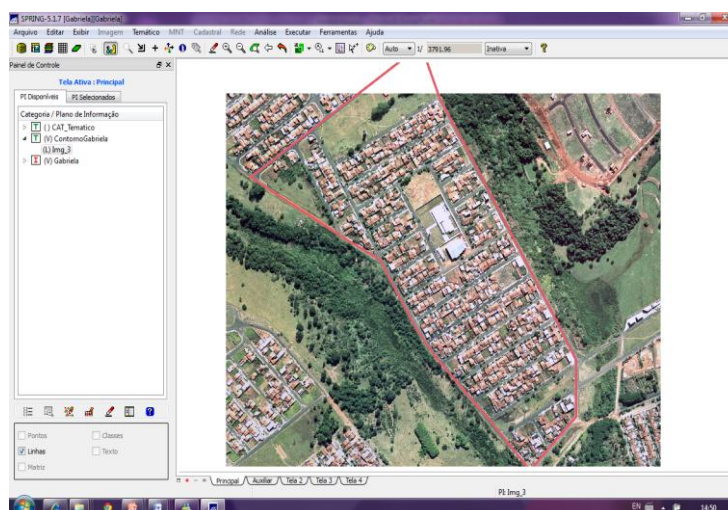 SPRING-5.1.7 [Gabriela][Gabriela]
Arquivo Editar Exibir Imagem Temático MNT Cadastral Rede Análise Executar Ferramentas Ajuda
Auto 1/ 3791.96 Inativa
Painel de Controle
Tela Ativa : Principal
PI Disponíveis PI Selecionados
Categoria / Plano de Informação
( ) CAT_Tematico
(V) ContornoGabriela
(L) Img_3
(V) Gabriela
Pontos Classes
Linhas Texto
Matriz
Principal Auxiliar Tela 2 Tela 3 Tela 4
PI: Img_3
EN 14:50